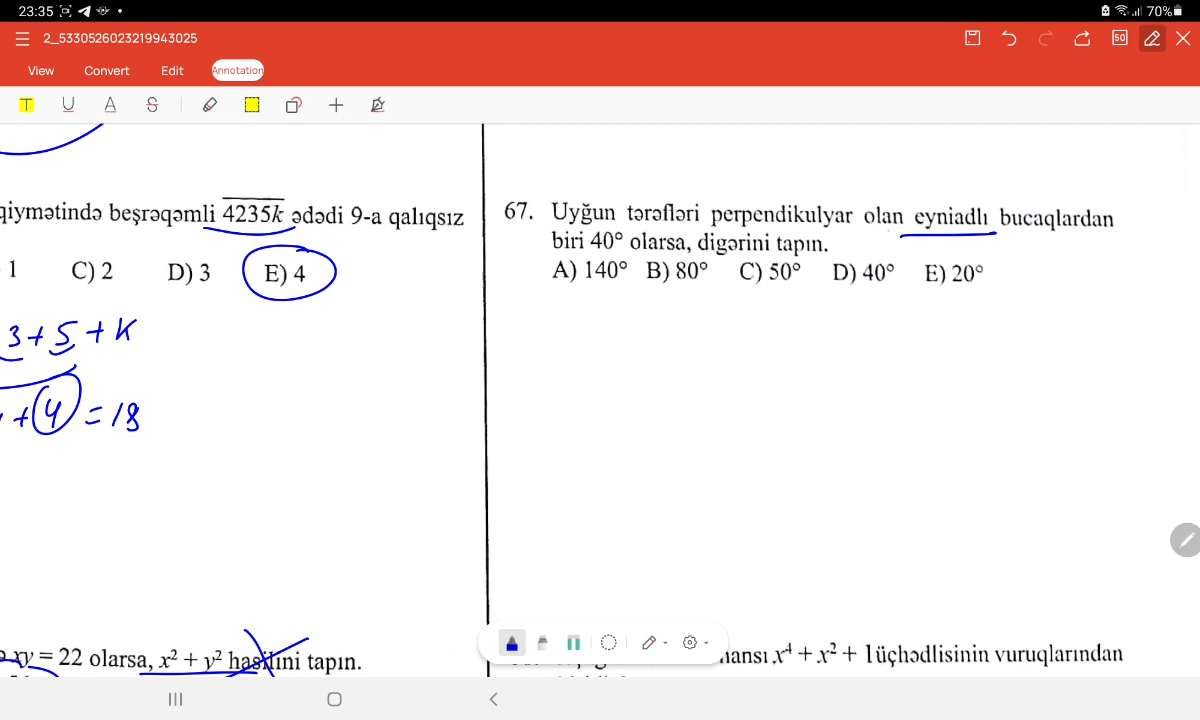 23:35
70%
2_5330526023219943025
50
View Convert Edit Annotation
T U A S
qiymətində beşrəqəmli 4235k ədədi 9-a qalıqsız
1 C) 2 D) 3 E) 4
3 + 5 + K
+ 4 = 18
xy = 22 olarsa, x² + y² hasilini tapın.
67. Uyğun tərəfləri perpendikulyar olan eyniadlı bucaqlardan
biri 40° olarsa, digərini tapın.
A) 140° B) 80° C) 50° D) 40° E) 20°
x⁴ + x² + 1 üçhədlisinin vuruqlarından